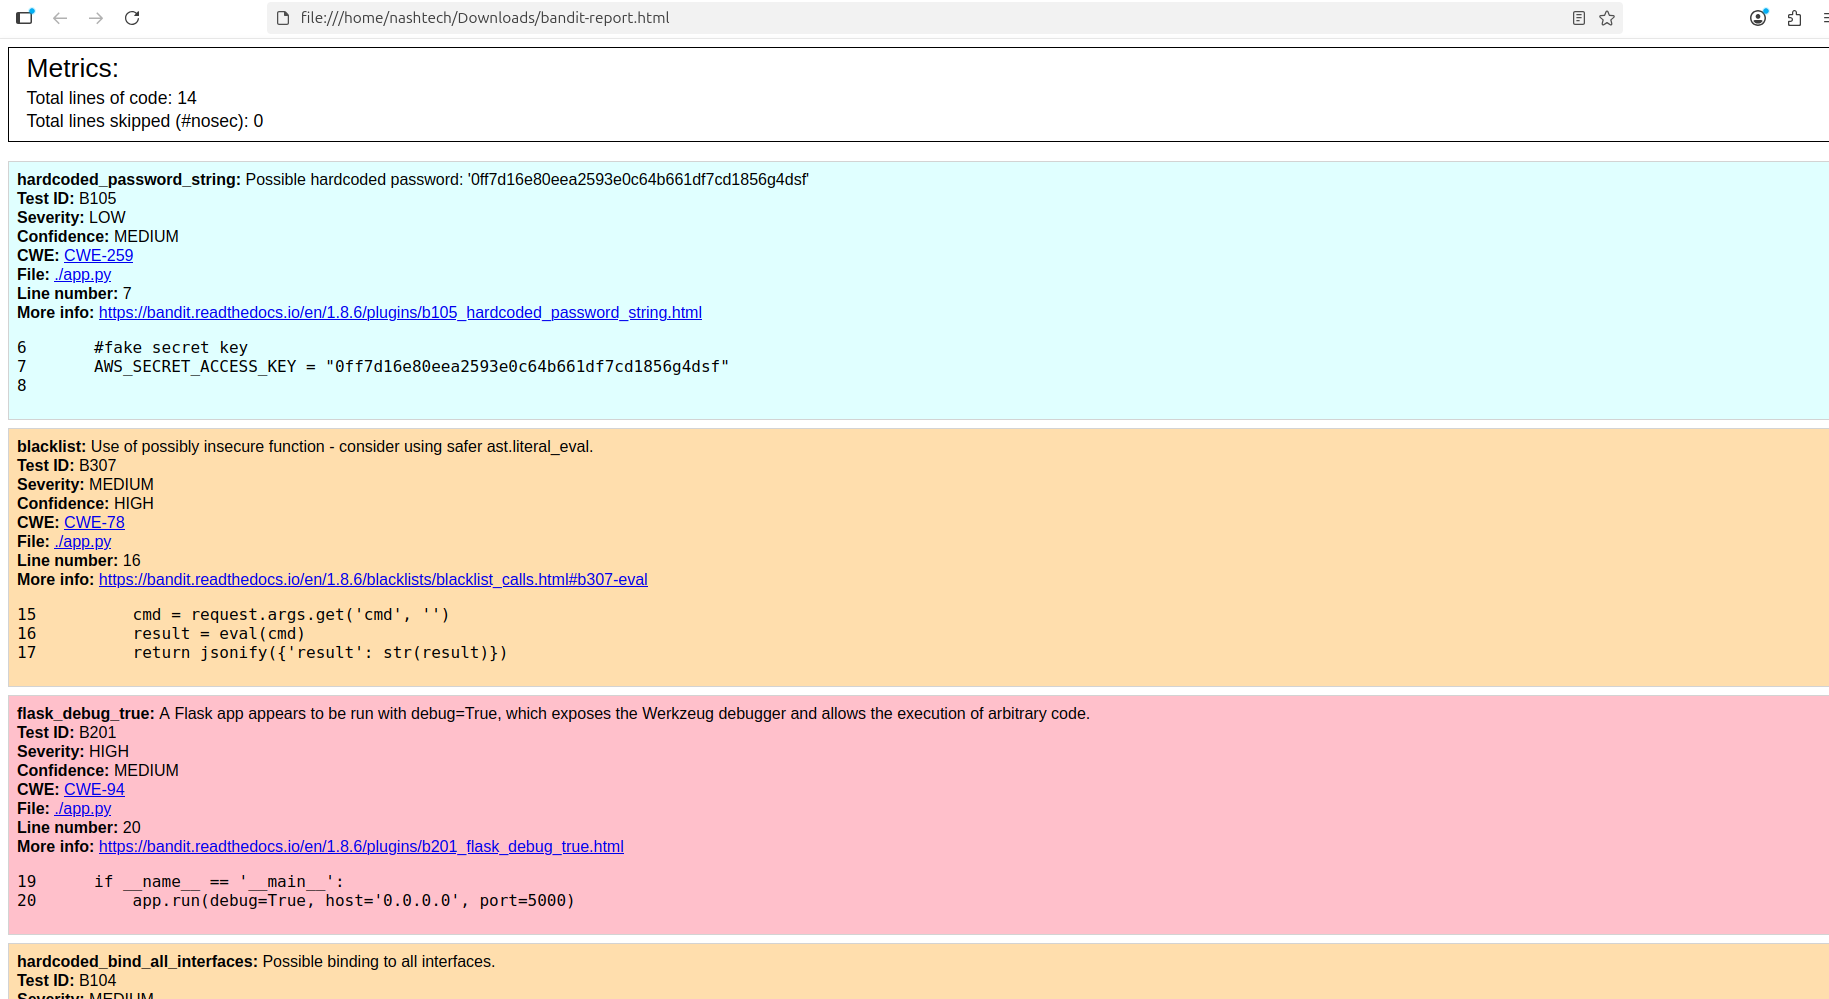 file:///home/nashtech/Downloads/bandit-report.html
Metrics:
Total lines of code: 14
Total lines skipped (#nosec): 0
hardcoded_password_string: Possible hardcoded password: '0ff7d16e80eea2593e0c64b661df7cd1856g4dsf'
Test ID: B105
Severity: LOW
Confidence: MEDIUM
CWE: CWE-259
File: ./app.py
Line number: 7
More info: https://bandit.readthedocs.io/en/1.8.6/plugins/b105_hardcoded_password_string.html
6 #fake secret key
7 AWS_SECRET_ACCESS_KEY = "0ff7d16e80eea2593e0c64b661df7cd1856g4dsf"
8
blacklist: Use of possibly insecure function - consider using safer ast.literal_eval.
Test ID: B307
Severity: MEDIUM
Confidence: HIGH
CWE: CWE-78
File: ./app.py
Line number: 16
More info: https://bandit.readthedocs.io/en/1.8.6/blacklists/blacklist_calls.html#b307-eval
15 cmd = request.args.get('cmd', '')
16 result = eval(cmd)
17 return jsonify({'result': str(result)})
flask_debug_true: A Flask app appears to be run with debug=True, which exposes the Werkzeug debugger and allows the execution of arbitrary code.
Test ID: B201
Severity: HIGH
Confidence: MEDIUM
CWE: CWE-94
File: ./app.py
Line number: 20
More info: https://bandit.readthedocs.io/en/1.8.6/plugins/b201_flask_debug_true.html
19 if __name__ == '__main__':
20 app.run(debug=True, host='0.0.0.0', port=5000)
hardcoded_bind_all_interfaces: Possible binding to all interfaces.
Test ID: B104
Severity: MEDIUM